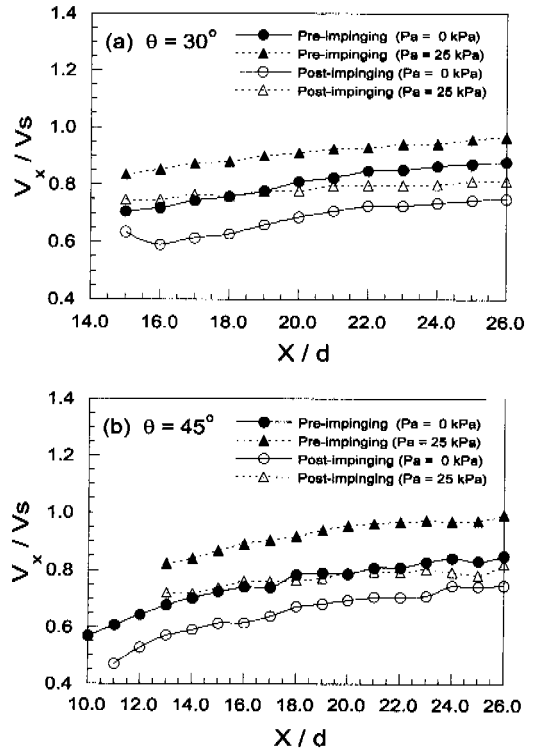 (a) θ = 30°
Pre-impinging (Pa = 0 kPa)
Pre-impinging (Pa = 25 kPa)
Post-impinging (Pa = 0 kPa)
Post-impinging (Pa = 25 kPa)
1.4
1.2
1.0
0.8
0.6
0.4
Vx / Vs
14.0 16.0 18.0 20.0 22.0 24.0 26.0
X / d
(b) θ = 45°
Pre-impinging (Pa = 0 kPa)
Pre-impinging (Pa = 25 kPa)
Post-impinging (Pa = 0 kPa)
Post-impinging (Pa = 25 kPa)
1.4
1.2
1.0
0.8
0.6
0.4
Vx / Vs
10.0 12.0 14.0 16.0 18.0 20.0 22.0 24.0 26.0
X / d